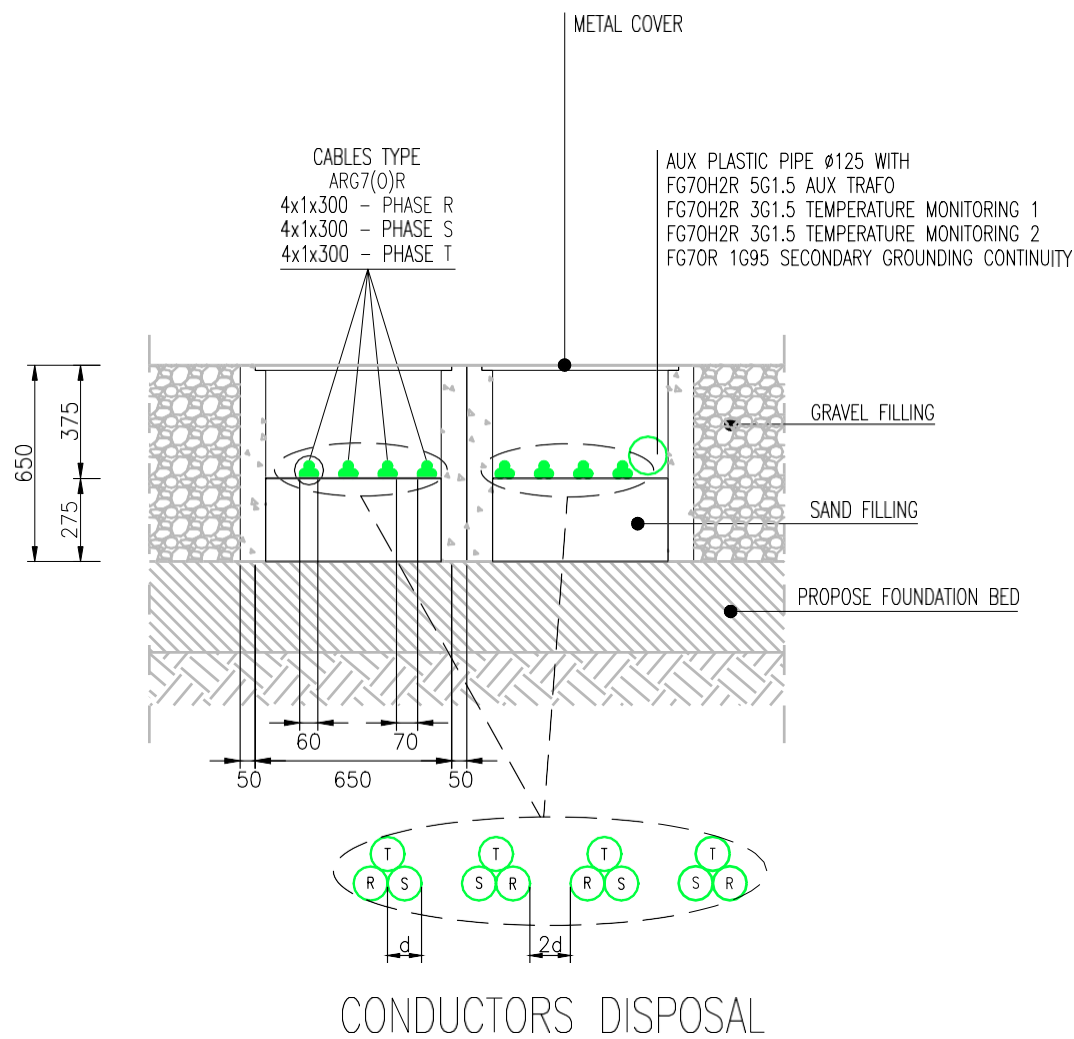 METAL COVER
CABLES TYPE
ARG7(O)R
4x1x300 - PHASE R
4x1x300 - PHASE S
4x1x300 - PHASE T
AUX PLASTIC PIPE ø125 WITH
FG7OH2R 5G1.5 AUX TRAFO
FG7OH2R 3G1.5 TEMPERATURE MONITORING 1
FG7OH2R 3G1.5 TEMPERATURE MONITORING 2
FG7OR 1G95 SECONDARY GROUNDING CONTINUITY
650
375
275
GRAVEL FILLING
SAND FILLING
PROPOSE FOUNDATION BED
60
70
50
650
50
T
T
T
T
R S
S R
R S
S R
d
2d
CONDUCTORS DISPOSAL